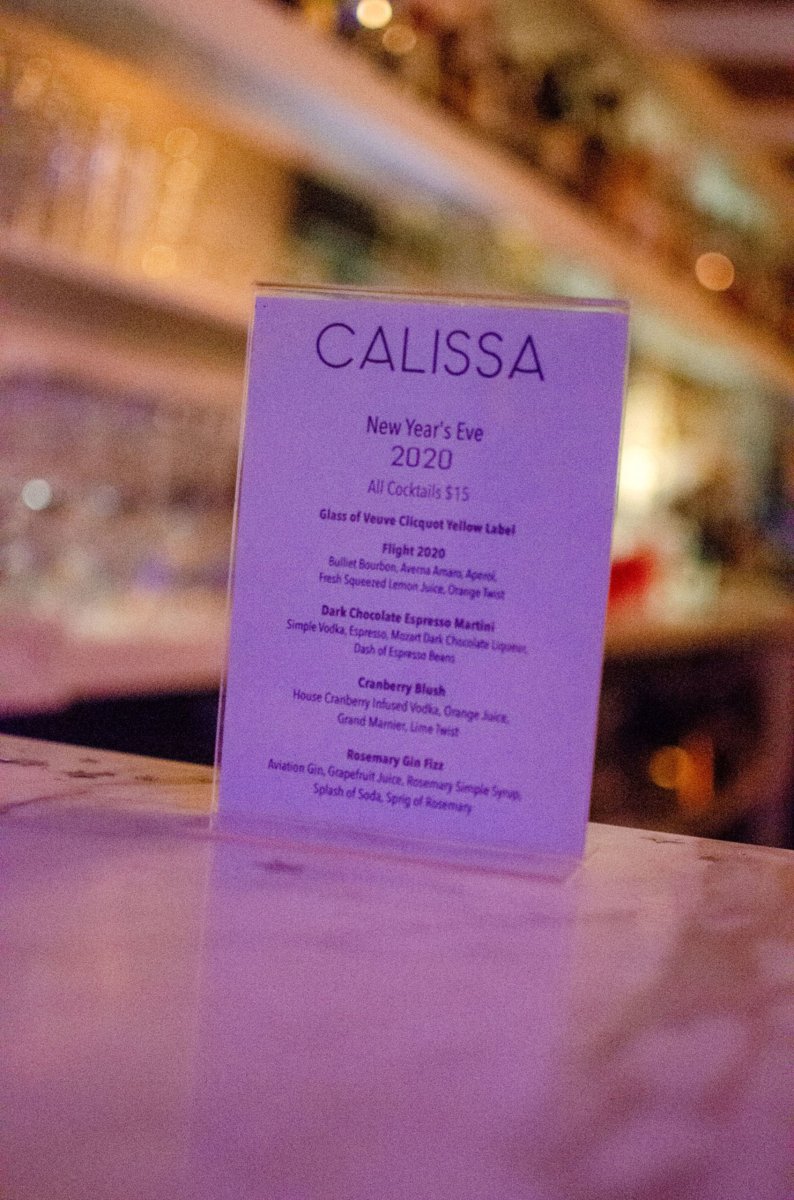 CALISSA
New Year's Eve
2020
All Cocktails $15
Glass of Veuve Clicquot Yellow Label
Flight 2020
Bulliet Bourbon, Averna Amaro, Aperol,
Fresh Squeezed Lemon Juice, Orange Twist
Dark Chocolate Espresso Martini
Simple Vodka, Espresso, Mozart Dark Chocolate Liqueur,
Dash of Espresso Beans
Cranberry Blush
House Cranberry Infused Vodka, Orange Juice,
Grand Marnier, Lime Twist
Rosemary Gin Fizz
Aviation Gin, Grapefruit Juice, Rosemary Simple Syrup,
Splash of Soda, Sprig of Rosemary